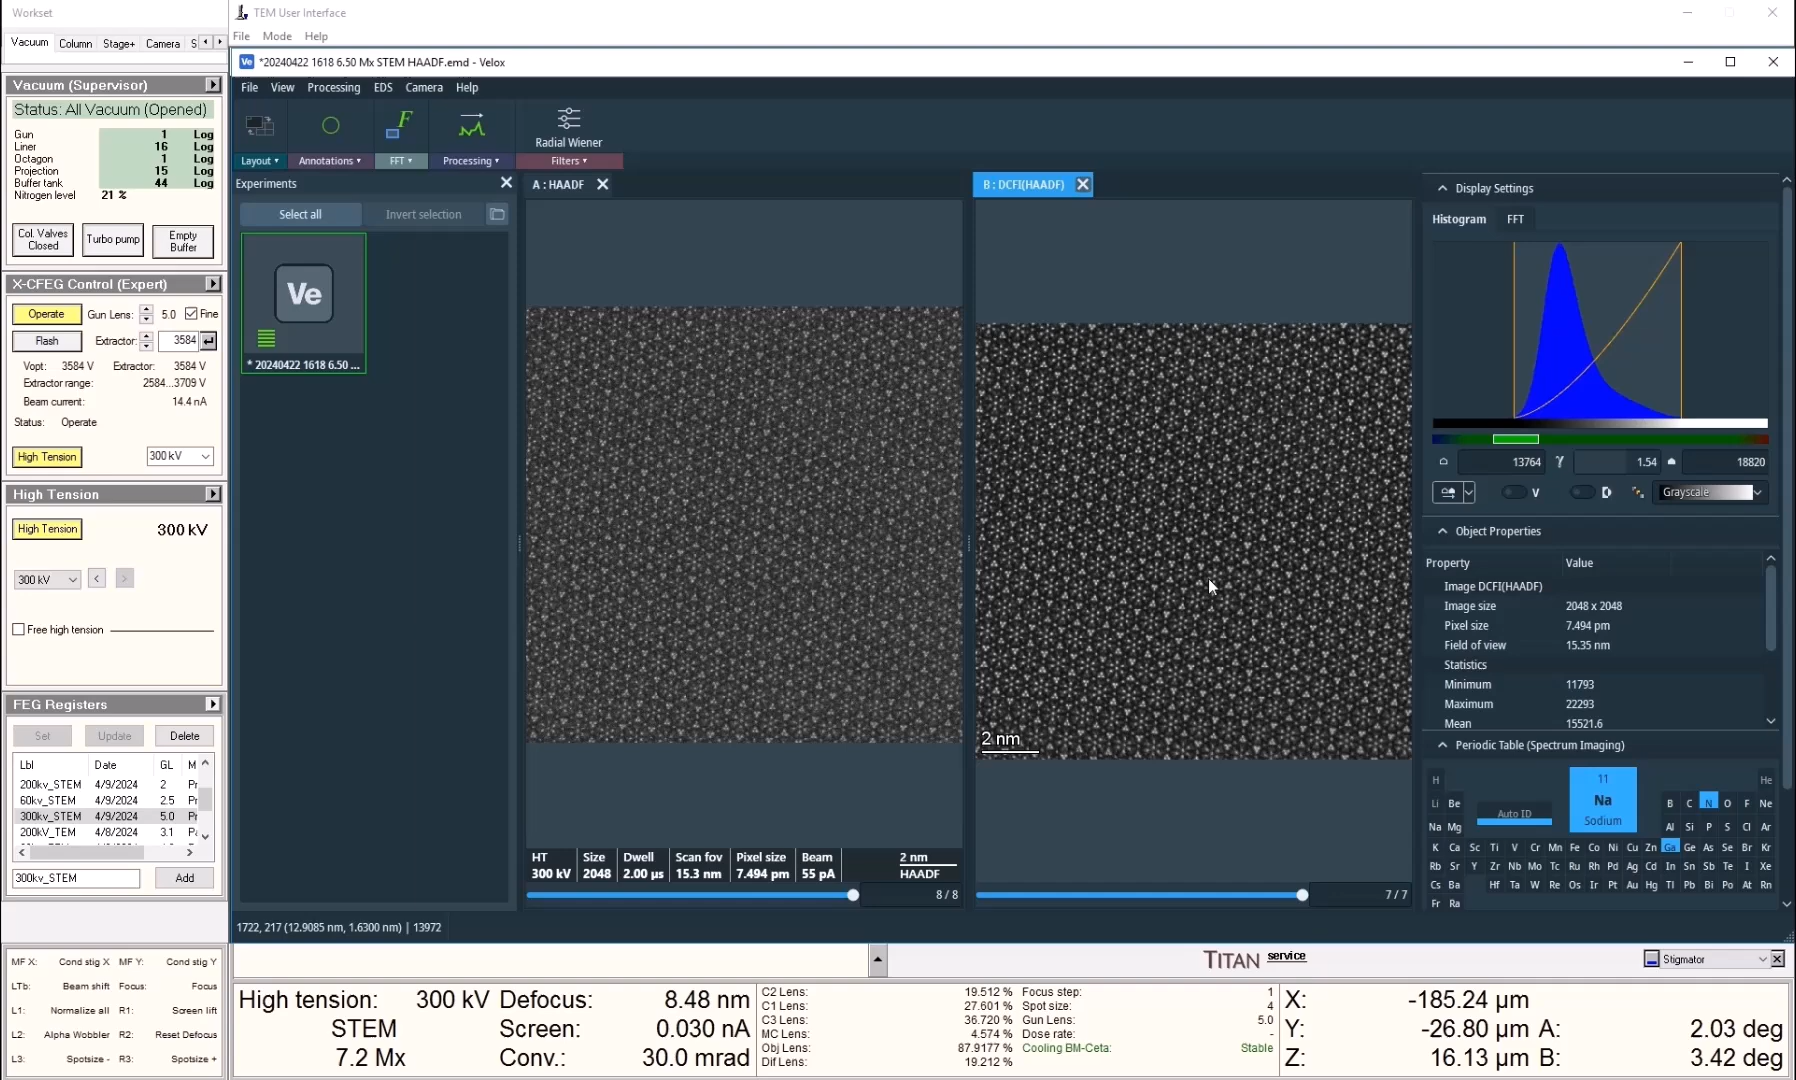 Workset
TEM User Interface
File Mode Help
Vacuum Column Stage+ Camera S
Vacuum (Supervisor)
Status: All Vacuum (Opened)
Gun 1 Log
Liner 16 Log
Octagon 1 Log
Projection 15 Log
Buffer tank 44 Log
Nitrogen level 21 %
Col. Valves Closed
Turbo pump
Empty Buffer
X-CFEG Control (Expert)
Operate Gun Lens: 5.0 Fine
Flash Extractor: 3584
Vopt: 3584 V Extractor: 3584 V
Extractor range: 2584...3709 V
Beam current: 14.4 nA
Status: Operate
High Tension 300 kV
High Tension
High Tension 300 kV
300 kV < >
Free high tension
FEG Registers
Set Update Delete
Lbl Date GL M
200kv_STEM 4/9/2024 2 Pr
60kv_STEM 4/9/2024 2.5 Pr
300kv_STEM 4/9/2024 5.0 Pr
200kV_TEM 4/8/2024 3.1 Pa
300kv_STEM Add
MF X: Cond stig X MF Y: Cond stig Y
LTb: Beam shift Focus: Focus
L1: Normalize all R1: Screen lift
L2: Alpha Wobbler R2: Reset Defocus
L3: Spotsize - R3: Spotsize +
Ve *20240422 1618 6.50 Mx STEM HAADF.emd - Velox
File View Processing EDS Camera Help
F
Radial Wiener
Layout Annotations FFT Processing Filters
Experiments
Select all Invert selection
Ve
* 20240422 1618 6.50 ...
A : HAADF
HT Size Dwell Scan fov Pixel size Beam 2 nm
300 kV 2048 2.00 µs 15.3 nm 7.494 pm 55 pA HAADF
8 / 8
B : DCFI(HAADF)
2 nm
7 / 7
Display Settings
Histogram FFT
13764 γ 1.54 18820
V D Grayscale
Object Properties
Property Value
Image DCFI(HAADF)
Image size 2048 x 2048
Pixel size 7.494 pm
Field of view 15.35 nm
Statistics
Minimum 11793
Maximum 22293
Mean 15521.6
Periodic Table (Spectrum Imaging)
H He
11
Na
Sodium
Auto ID
Li Be B C N O F Ne
Na Mg Al Si P S Cl Ar
K Ca Sc Ti V Cr Mn Fe Co Ni Cu Zn Ga Ge As Se Br Kr
Rb Sr Y Zr Nb Mo Tc Ru Rh Pd Ag Cd In Sn Sb Te I Xe
Cs Ba Hf Ta W Re Os Ir Pt Au Hg Tl Pb Bi Po At Rn
Fr Ra
1722, 217 (12.9085 nm, 1.6300 nm) | 13972
TITAN service
Stigmator
High tension: 300 kV Defocus: 8.48 nm
STEM Screen: 0.030 nA
7.2 Mx Conv.: 30.0 mrad
C2 Lens: 19.512 % Focus step: 1
C1 Lens: 27.601 % Spot size: 4
C3 Lens: 36.720 % Gun Lens: 5.0
MC Lens: 4.574 % Dose rate: -
Obj Lens: 87.9177 % Cooling BM-Ceta: Stable
Dif Lens: 19.212 %
X: -185.24 µm
Y: -26.80 µm A: 2.03 deg
Z: 16.13 µm B: 3.42 deg